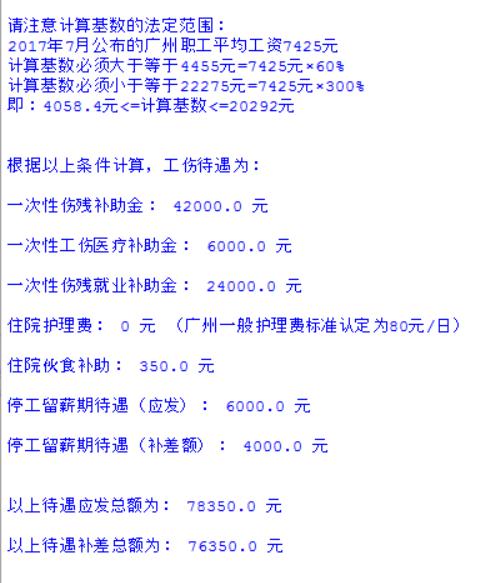 请注意计算基数的法定范围：
2017年7月公布的广州职工平均工资7425元
计算基数必须大于等于4455元=7425元×60%
计算基数必须小于等于22275元=7425元×300%
即：4058.4元<=计算基数<=20292元
根据以上条件计算，工伤待遇为：
一次性伤残补助金： 42000.0 元
一次性工伤医疗补助金： 6000.0 元
一次性伤残就业补助金： 24000.0 元
住院护理费： 0 元 （广州一般护理费标准认定为80元/日）
住院伙食补助： 350.0 元
停工留薪期待遇（应发）： 6000.0 元
停工留薪期待遇（补差额）： 4000.0 元
以上待遇应发总额为： 78350.0 元
以上待遇补差总额为： 76350.0 元